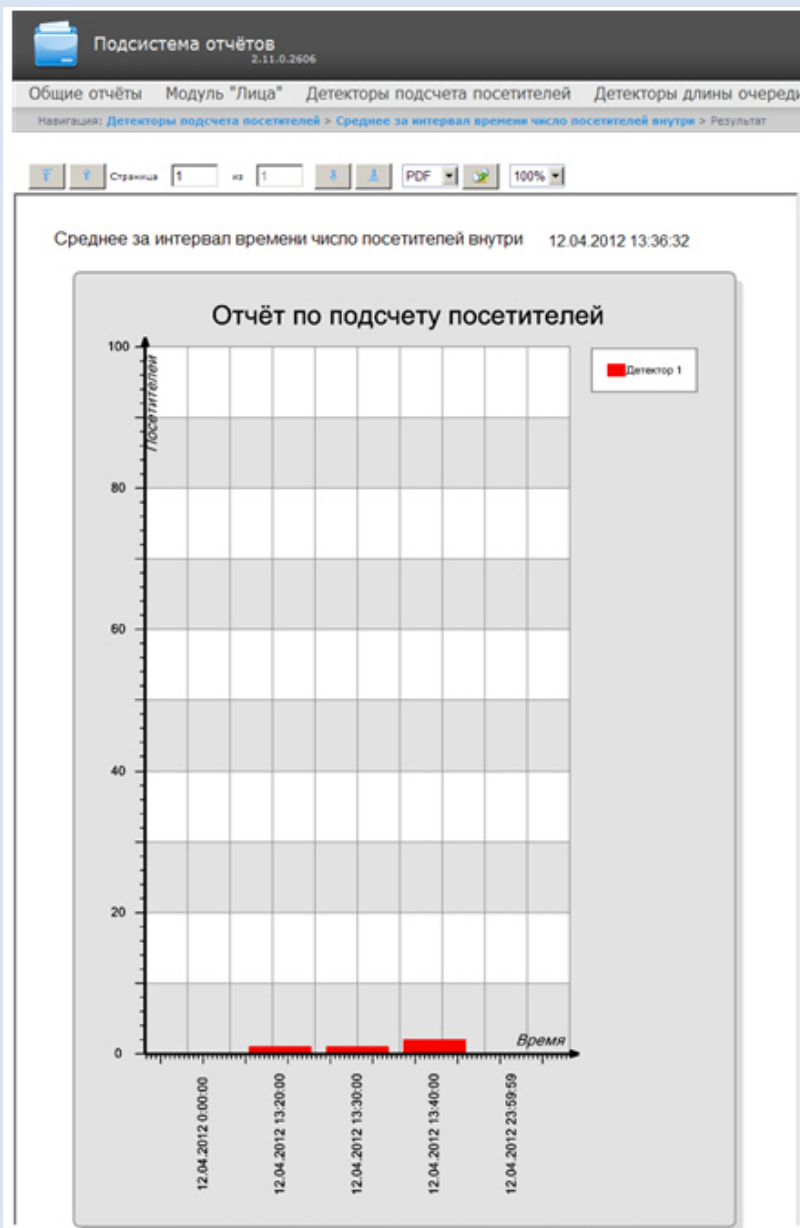 Подсистема отчётов
2.11.0.2606
Общие отчёты Модуль "Лица" Детекторы подсчета посетителей Детекторы длины очереди
Навигация: Детекторы подсчета посетителей > Среднее за интервал времени число посетителей внутри > Результат
Страница 1 из 1 PDF 100%
Среднее за интервал времени число посетителей внутри 12.04.2012 13:36:32
Отчёт по подсчету посетителей
Посетителей
100
80
60
40
20
0
Детектор 1
Время
12.04.2012 0:00:00
12.04.2012 13:20:00
12.04.2012 13:30:00
12.04.2012 13:40:00
12.04.2012 23:59:59